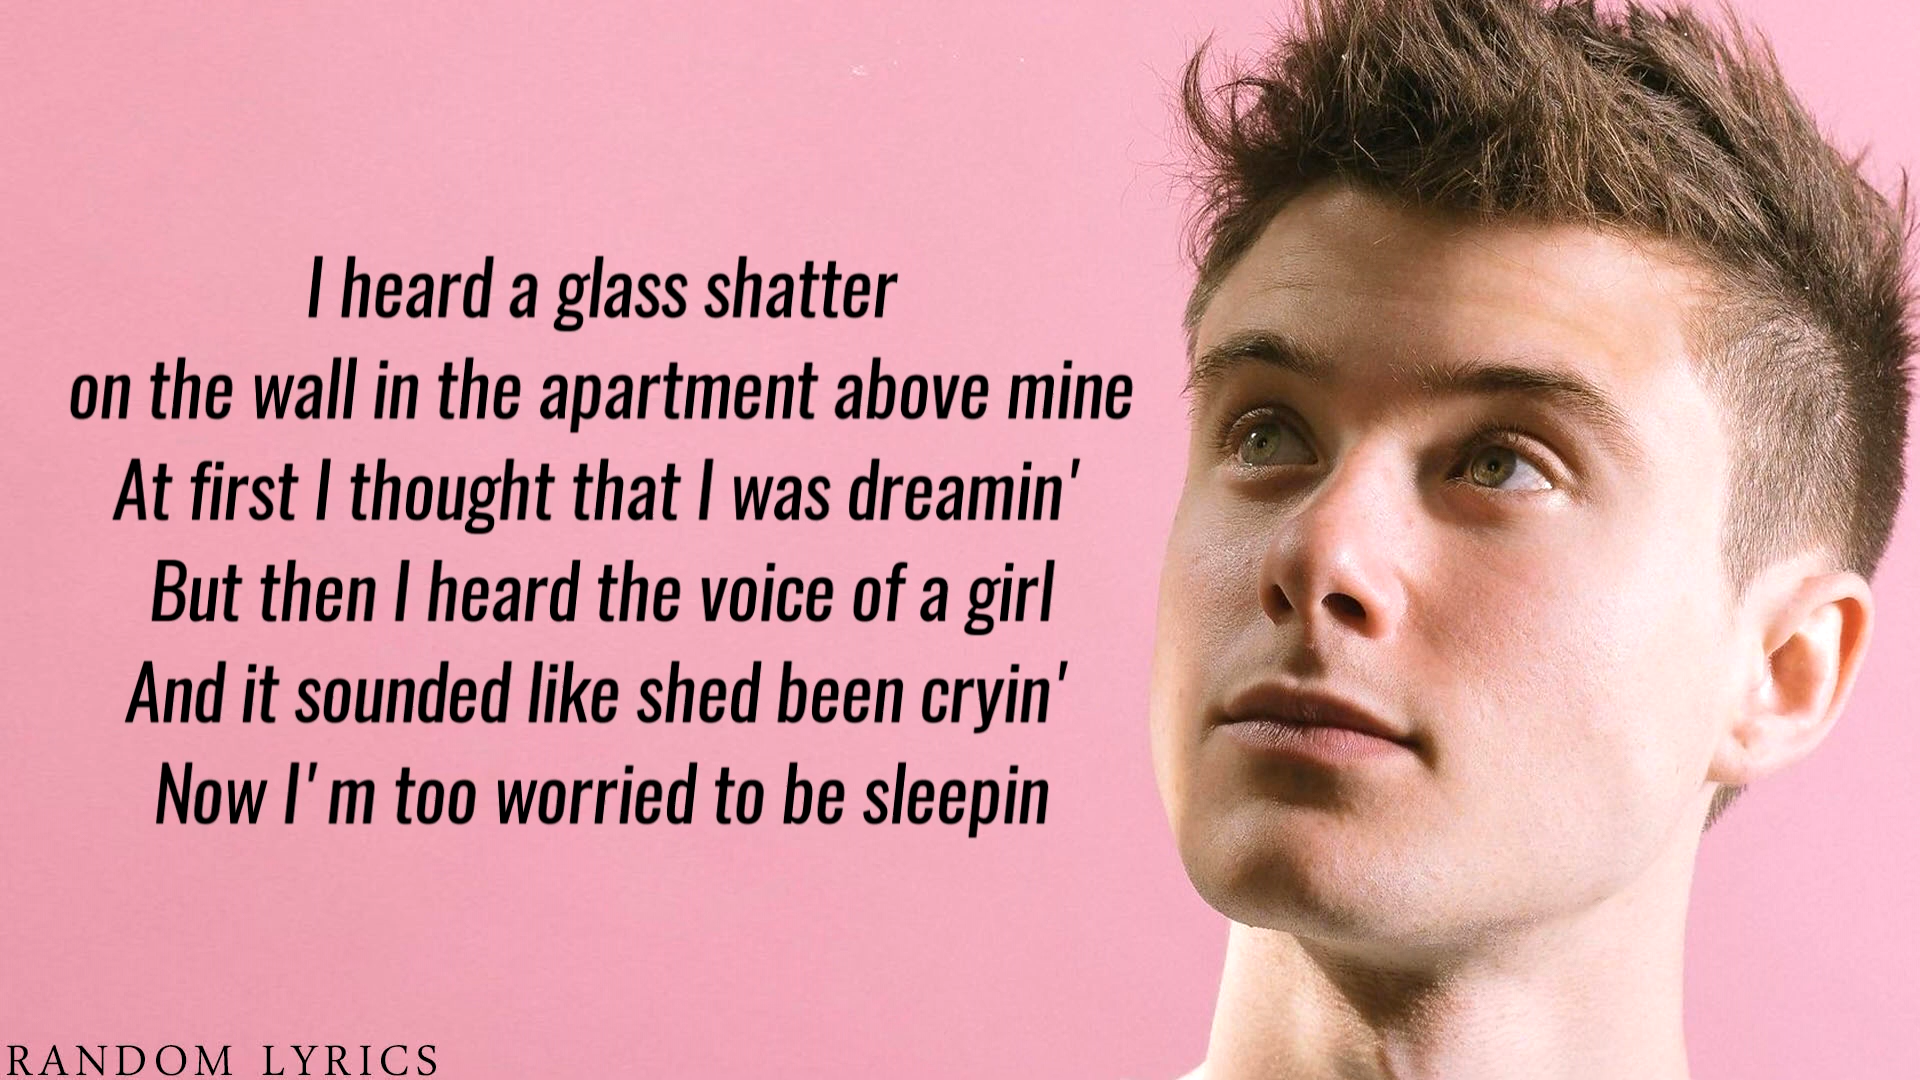 I heard a glass shatter
on the wall in the apartment above mine
At first I thought that I was dreamin'
But then I heard the voice of a girl
And it sounded like shed been cryin'
Now I'm too worried to be sleepin
RANDOM LYRICS